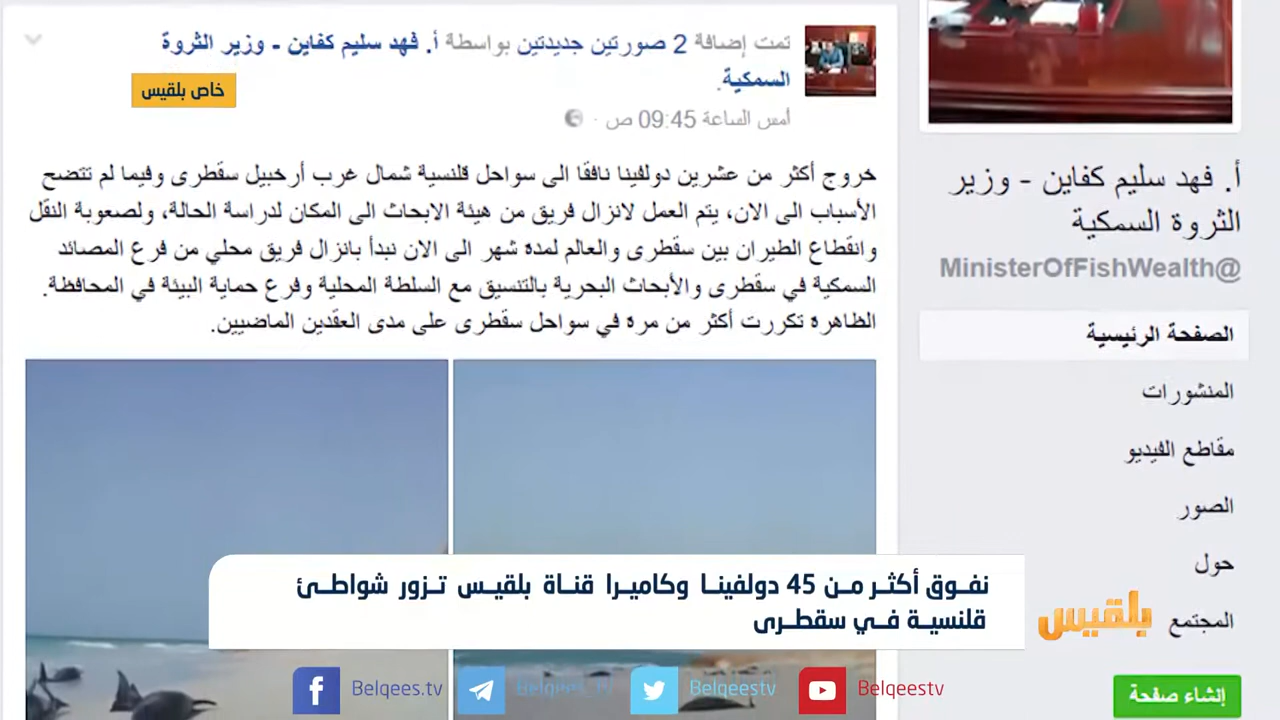 تمت إضافة 2 صورتين جديدتين بواسطة أ. فهد سليم كفاين - وزير الثروة
السمكية.
خاص بلقيس
أمس الساعة 09:45 ص ·
خروج أكثر من عشرين دولفينا نافقا الى سواحل قلنسية شمال غرب أرخبيل سقطرى وفيما لم تتضح
الأسباب الى الان، يتم العمل لانزال فريق من هيئة الابحاث الى المكان لدراسة الحالة، ولصعوبة النقل
وانقطاع الطيران بين سقطرى والعالم لمدة شهر الى الان نبدأ بانزال فريق محلي من فرع المصائد
السمكية في سقطرى والأبحاث البحرية بالتنسيق مع السلطة المحلية وفرع حماية البيئة في المحافظة.
الظاهرة تكررت أكثر من مرة في سواحل سقطرى على مدى العقدين الماضيين.
أ. فهد سليم كفاين - وزير
الثروة السمكية
@MinisterOfFishWealth
الصفحة الرئيسية
المنشورات
مقاطع الفيديو
الصور
حول
المجتمع
إنشاء صفحة
نفوق أكثر من 45 دولفينا وكاميرا قناة بلقيس تزور شواطئ
قلنسية في سقطرى
بلقيس
Belqees.tv
Belqees_tv
Belqeestv
Belqeestv